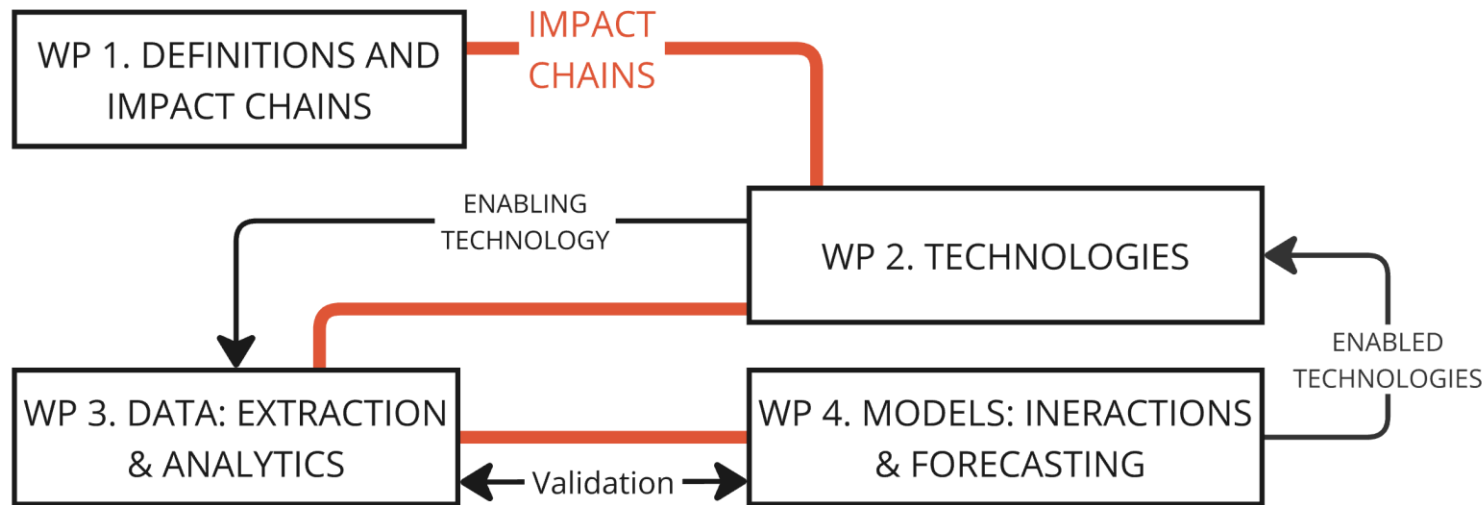 WP 1. DEFINITIONS AND
IMPACT CHAINS
IMPACT
CHAINS
ENABLING
TECHNOLOGY
WP 2. TECHNOLOGIES
ENABLED
TECHNOLOGIES
WP 3. DATA: EXTRACTION
& ANALYTICS
Validation
WP 4. MODELS: INERACTIONS
& FORECASTING